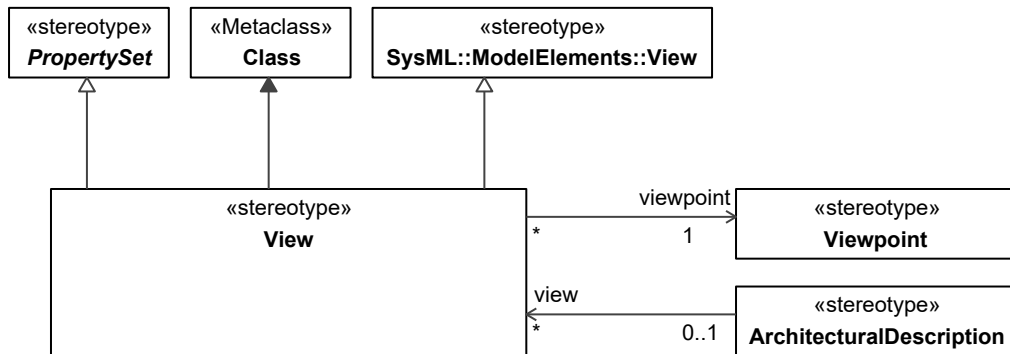 «stereotype»
PropertySet
«Metaclass»
Class
«stereotype»
SysML::ModelElements::View
«stereotype»
View
viewpoint
*
1
«stereotype»
Viewpoint
view
*
0..1
«stereotype»
ArchitecturalDescription